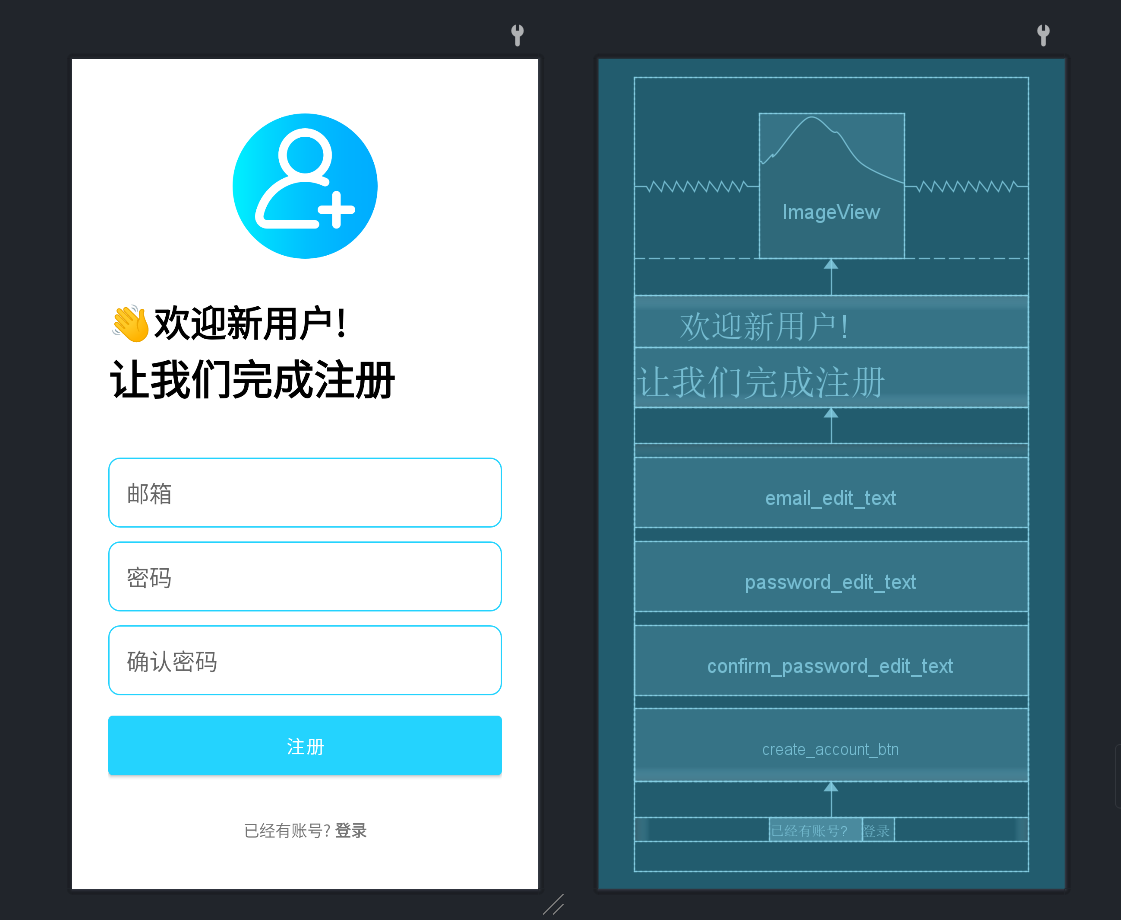 👋欢迎新用户!
让我们完成注册
邮箱
密码
确认密码
注册
已经有账号? 登录
ImageView
欢迎新用户!
让我们完成注册
email_edit_text
password_edit_text
confirm_password_edit_text
create_account_btn
已经有账号? 登录